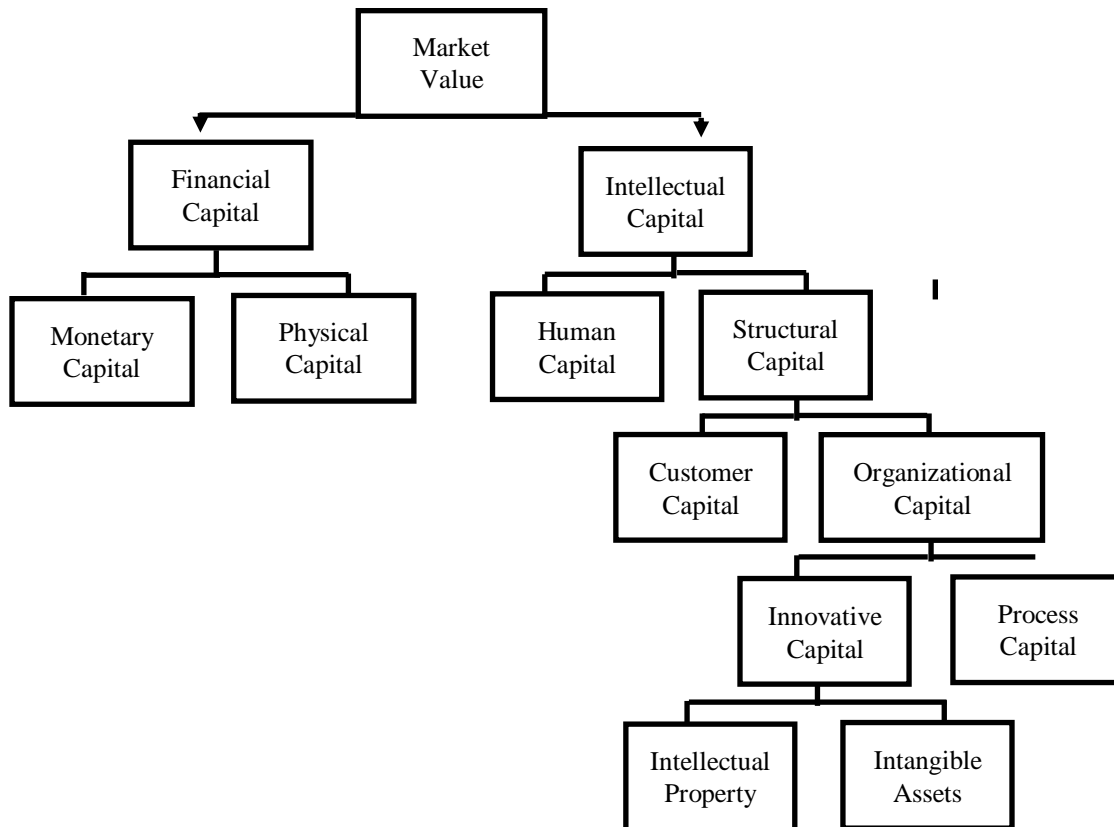 Market
Value
Financial
Capital
Intellectual
Capital
Monetary
Capital
Physical
Capital
Human
Capital
Structural
Capital
Customer
Capital
Organizational
Capital
Innovative
Capital
Process
Capital
Intellectual
Property
Intangible
Assets